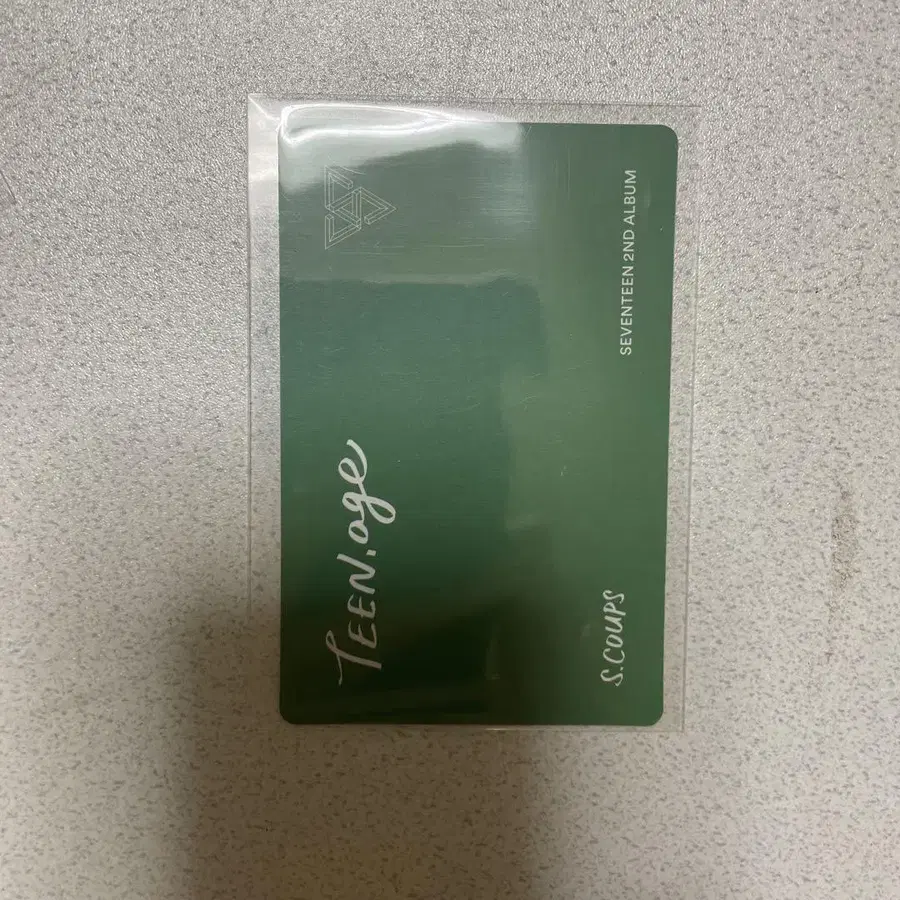 TEEN, age
SEVENTEEN 2ND ALBUM
S.COUPS